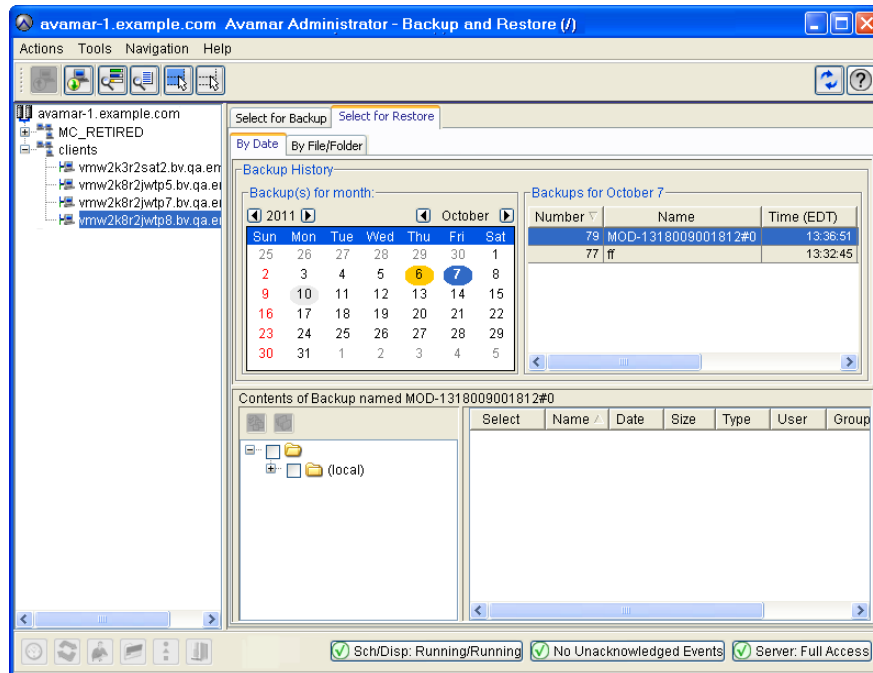 avamar-1.example.com Avamar Administrator - Backup and Restore (/)
Actions Tools Navigation Help
avamar-1.example.com
MC_RETIRED
clients
vmw2k3r2sat2.bv.qa.em
vmw2k8r2jwtp5.bv.qa.e
vmw2k8r2jwtp7.bv.qa.e
vmw2k8r2jwtp8.bv.qa.e
Select for Backup Select for Restore
By Date By File/Folder
Backup History
Backup(s) for month:
2011 October
Sun Mon Tue Wed Thu Fri Sat
25 26 27 28 29 30 1
2 3 4 5 6 7 8
9 10 11 12 13 14 15
16 17 18 19 20 21 22
23 24 25 26 27 28 29
30 31 1 2 3 4 5
Backups for October 7
Number Name Time (EDT)
79 MOD-1318009001812#0 13:36:51
77 ff 13:32:45
Contents of Backup named MOD-1318009001812#0
(local)
Select Name Date Size Type User Group
Sch/Disp: Running/Running No Unacknowledged Events Server: Full Access